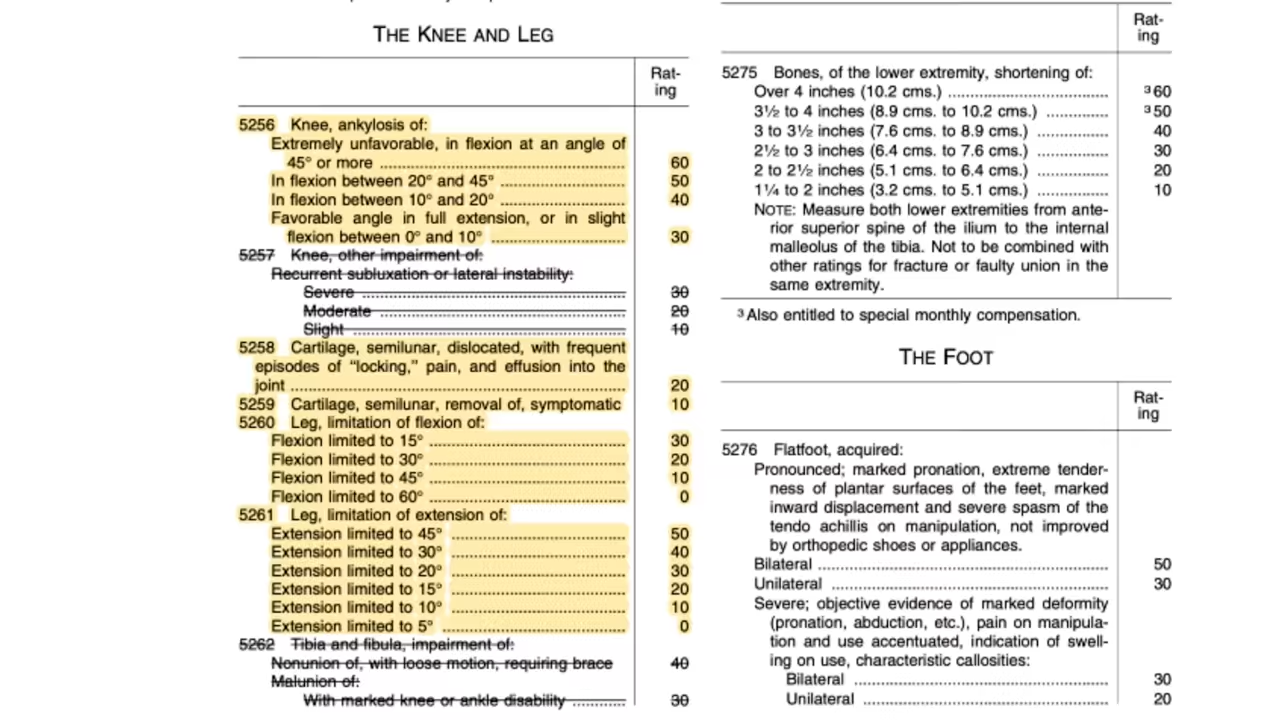 THE KNEE AND LEG
Rat-
ing
5256 Knee, ankylosis of:
Extremely unfavorable, in flexion at an angle of
45° or more ........ 60
In flexion between 20° and 45° ........ 50
In flexion between 10° and 20° ........ 40
Favorable angle in full extension, or in slight
flexion between 0° and 10° ........ 30
5257 Knee, other impairment of:
Recurrent subluxation or lateral instability:
Severe ........ 30
Moderate ........ 20
Slight ........ 10
5258 Cartilage, semilunar, dislocated, with frequent
episodes of “locking,” pain, and effusion into the
joint ........ 20
5259 Cartilage, semilunar, removal of, symptomatic 10
5260 Leg, limitation of flexion of:
Flexion limited to 15° ........ 30
Flexion limited to 30° ........ 20
Flexion limited to 45° ........ 10
Flexion limited to 60° ........ 0
5261 Leg, limitation of extension of:
Extension limited to 45° ........ 50
Extension limited to 30° ........ 40
Extension limited to 20° ........ 30
Extension limited to 15° ........ 20
Extension limited to 10° ........ 10
Extension limited to 5° ........ 0
5262 Tibia and fibula, impairment of:
Nonunion of, with loose motion, requiring brace 40
Malunion of:
With marked knee or ankle disability ........ 30
Rat-
ing
5275 Bones, of the lower extremity, shortening of:
Over 4 inches (10.2 cms.) ........ ³60
3½ to 4 inches (8.9 cms. to 10.2 cms.) ........ ³50
3 to 3½ inches (7.6 cms. to 8.9 cms.) ........ 40
2½ to 3 inches (6.4 cms. to 7.6 cms.) ........ 30
2 to 2½ inches (5.1 cms. to 6.4 cms.) ........ 20
1¼ to 2 inches (3.2 cms. to 5.1 cms.) ........ 10
NOTE: Measure both lower extremities from ante-
rior superior spine of the ilium to the internal
malleolus of the tibia. Not to be combined with
other ratings for fracture or faulty union in the
same extremity.
³Also entitled to special monthly compensation.
THE FOOT
Rat-
ing
5276 Flatfoot, acquired:
Pronounced; marked pronation, extreme tender-
ness of plantar surfaces of the feet, marked
inward displacement and severe spasm of the
tendo achillis on manipulation, not improved
by orthopedic shoes or appliances.
Bilateral ........ 50
Unilateral ........ 30
Severe; objective evidence of marked deformity
(pronation, abduction, etc.), pain on manipula-
tion and use accentuated, indication of swell-
ing on use, characteristic callosities:
Bilateral ........ 30
Unilateral ........ 20